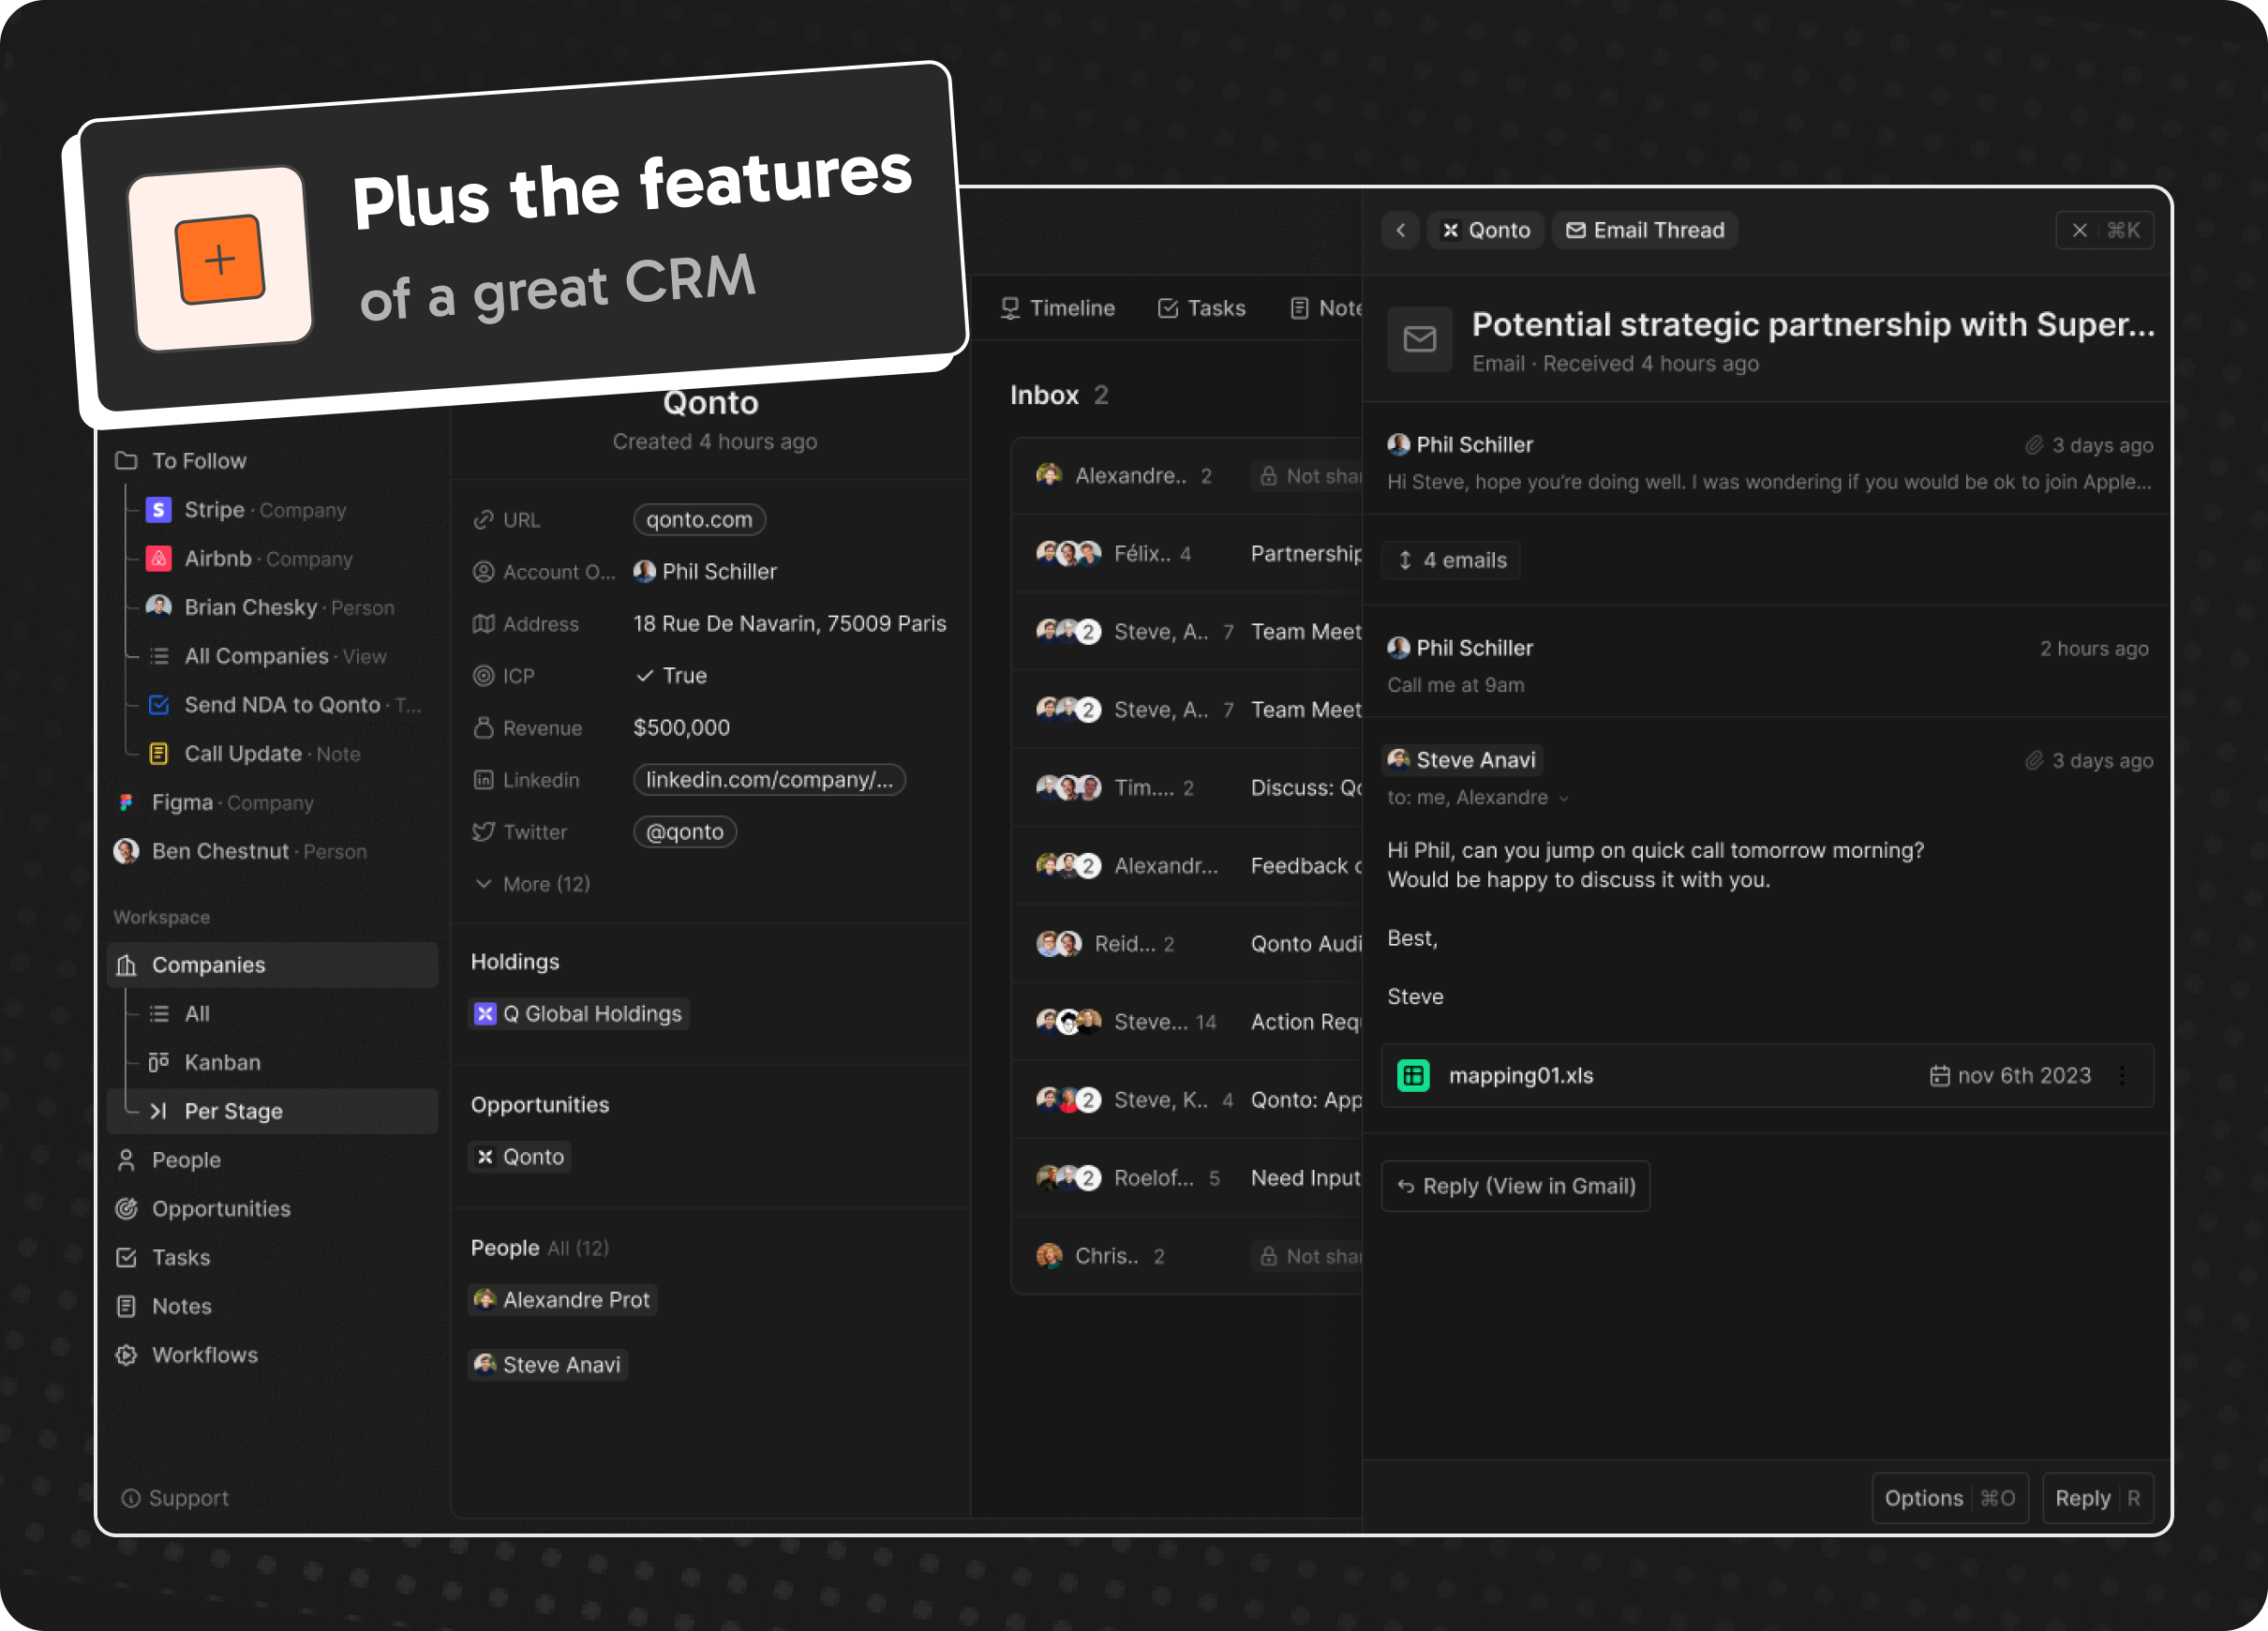 Plus the features
of a great CRM
To Follow
Stripe · Company
Airbnb · Company
Brian Chesky · Person
All Companies · View
Send NDA to Qonto · T...
Call Update · Note
Figma · Company
Ben Chestnut · Person
Workspace
Companies
All
Kanban
Per Stage
People
Opportunities
Tasks
Notes
Workflows
Support
Qonto
Created 4 hours ago
URL qonto.com
Account O... Phil Schiller
Address 18 Rue De Navarin, 75009 Paris
ICP True
Revenue $500,000
Linkedin linkedin.com/company/...
Twitter @qonto
More (12)
Holdings
Q Global Holdings
Opportunities
Qonto
People All (12)
Alexandre Prot
Steve Anavi
Timeline Tasks Note
Inbox 2
Alexandre.. 2 Not shar
Félix.. 4 Partnership
2 Steve, A.. 7 Team Meet
2 Steve, A.. 7 Team Meet
Tim.... 2 Discuss: Qo
2 Alexandr... Feedback o
Reid... 2 Qonto Audi
Steve... 14 Action Req
2 Steve, K.. 4 Qonto: App
2 Roelof... 5 Need Input
Chris.. 2 Not shar
Qonto Email Thread ⌘K
Potential strategic partnership with Super...
Email · Received 4 hours ago
Phil Schiller 3 days ago
Hi Steve, hope you're doing well. I was wondering if you would be ok to join Apple...
4 emails
Phil Schiller 2 hours ago
Call me at 9am
Steve Anavi 3 days ago
to: me, Alexandre
Hi Phil, can you jump on quick call tomorrow morning?
Would be happy to discuss it with you.
Best,
Steve
mapping01.xls nov 6th 2023
Reply (View in Gmail)
Options ⌘O Reply R